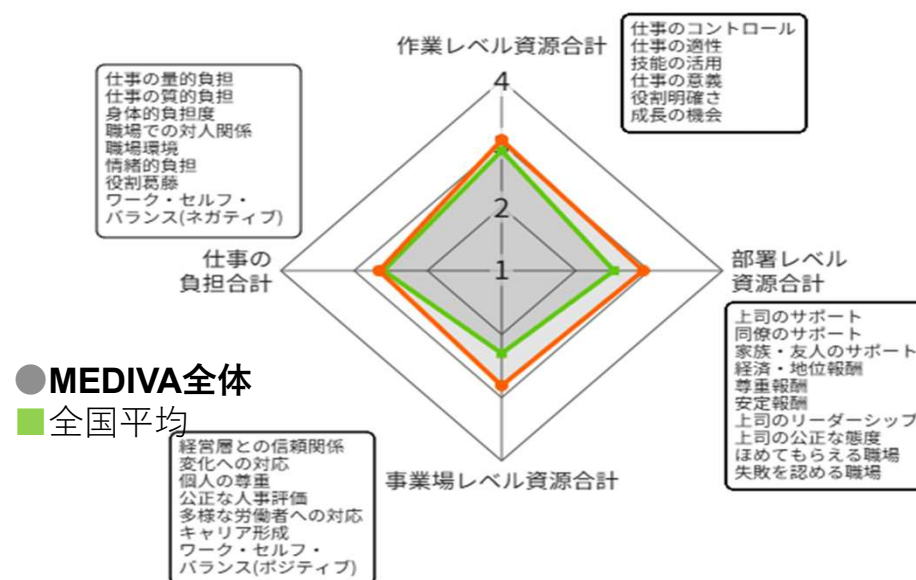 作業レベル資源合計
仕事のコントロール
仕事の適性
技能の活用
仕事の意義
役割明確さ
成長の機会
仕事の量的負担
仕事の質的負担
身体的負担度
職場での対人関係
職場環境
情緒的負担
役割葛藤
ワーク・セルフ・
バランス(ネガティブ)
4
2
1
仕事の
負担合計
部署レベル
資源合計
上司のサポート
同僚のサポート
家族・友人のサポート
経済・地位報酬
尊重報酬
安定報酬
上司のリーダーシップ
上司の公正な態度
ほめてもらえる職場
失敗を認める職場
MEDIVA全体
全国平均
事業場レベル資源合計
経営層との信頼関係
変化への対応
個人の尊重
公正な人事評価
多様な労働者への対応
キャリア形成
ワーク・セルフ・
バランス(ポジティブ)